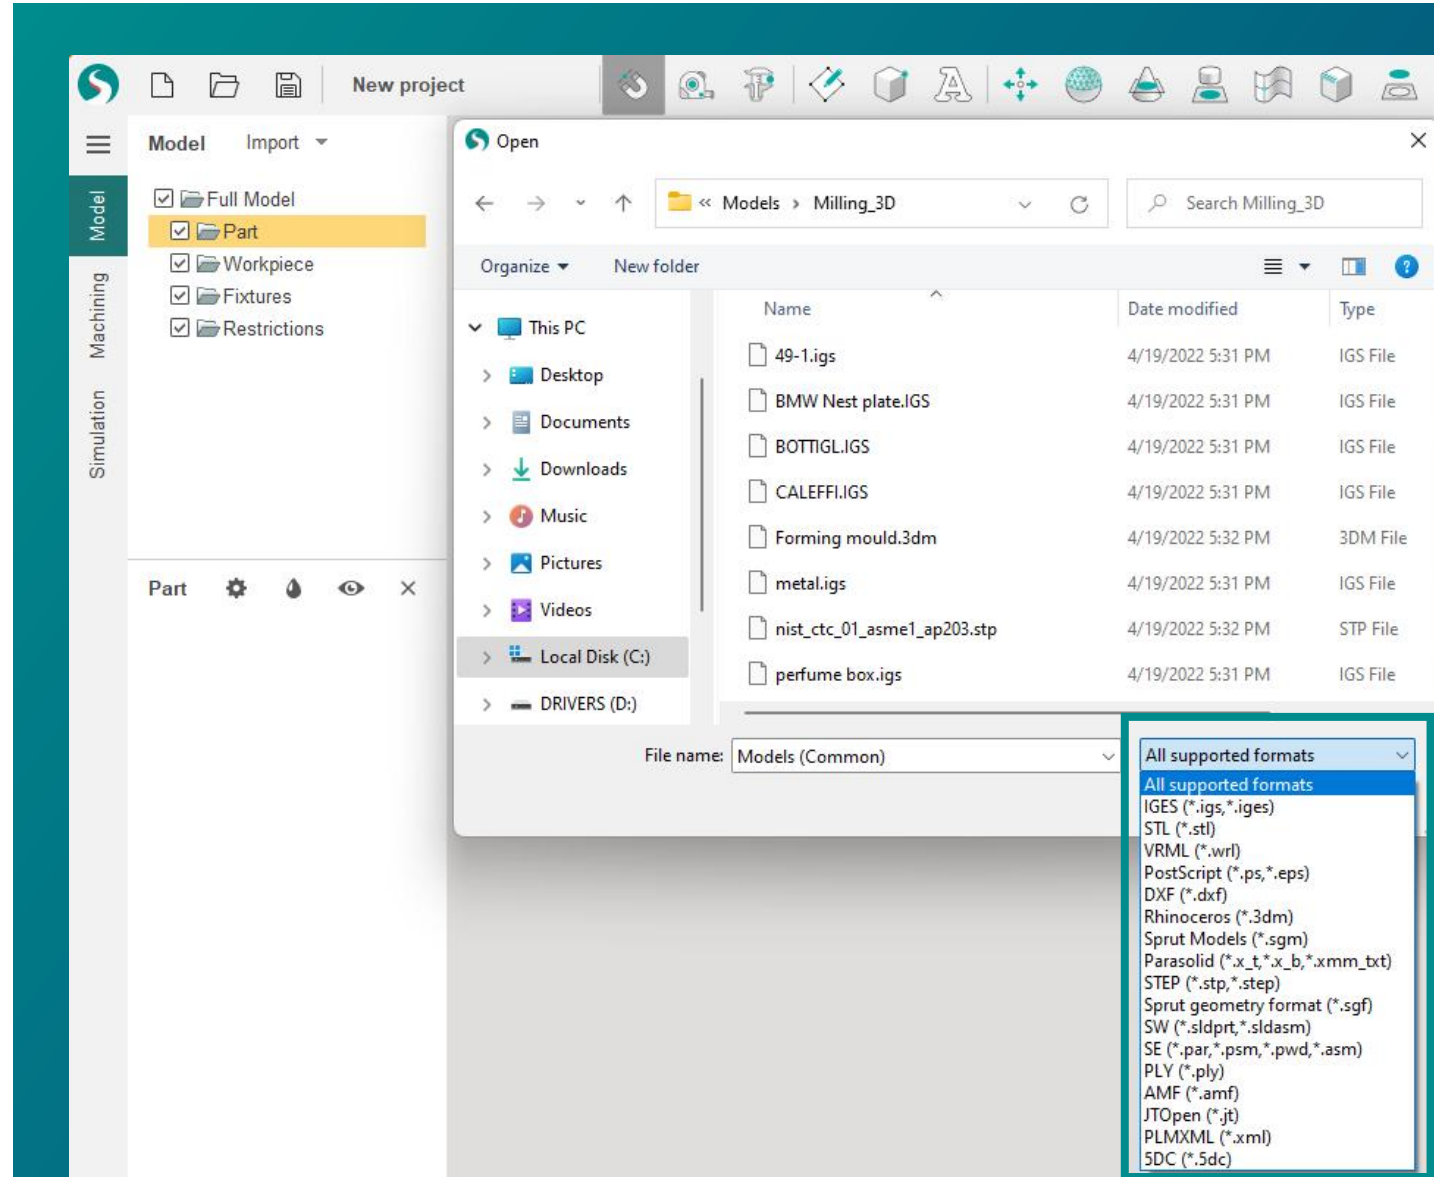 New project
Model Import
Model
Machining
Simulation
Full Model
Part
Workpiece
Fixtures
Restrictions
Part
Open
« Models > Milling_3D
Search Milling_3D
Organize New folder
This PC
Desktop
Documents
Downloads
Music
Pictures
Videos
Local Disk (C:)
DRIVERS (D:)
Name Date modified Type
49-1.igs 4/19/2022 5:31 PM IGS File
BMW Nest plate.IGS 4/19/2022 5:31 PM IGS File
BOTTIGL.IGS 4/19/2022 5:31 PM IGS File
CALEFFI.IGS 4/19/2022 5:31 PM IGS File
Forming mould.3dm 4/19/2022 5:32 PM 3DM File
metal.igs 4/19/2022 5:31 PM IGS File
nist_ctc_01_asme1_ap203.stp 4/19/2022 5:32 PM STP File
perfume box.igs 4/19/2022 5:31 PM IGS File
File name: Models (Common)
All supported formats
All supported formats
IGES (*.igs,*.iges)
STL (*.stl)
VRML (*.wrl)
PostScript (*.ps,*.eps)
DXF (*.dxf)
Rhinoceros (*.3dm)
Sprut Models (*.sgm)
Parasolid (*.x_t,*.x_b,*.xmm_txt)
STEP (*.stp,*.step)
Sprut geometry format (*.sgf)
SW (*.sldprt,*.sldasm)
SE (*.par,*.psm,*.pwd,*.asm)
PLY (*.ply)
AMF (*.amf)
JTOpen (*.jt)
PLMXML (*.xml)
5DC (*.5dc)